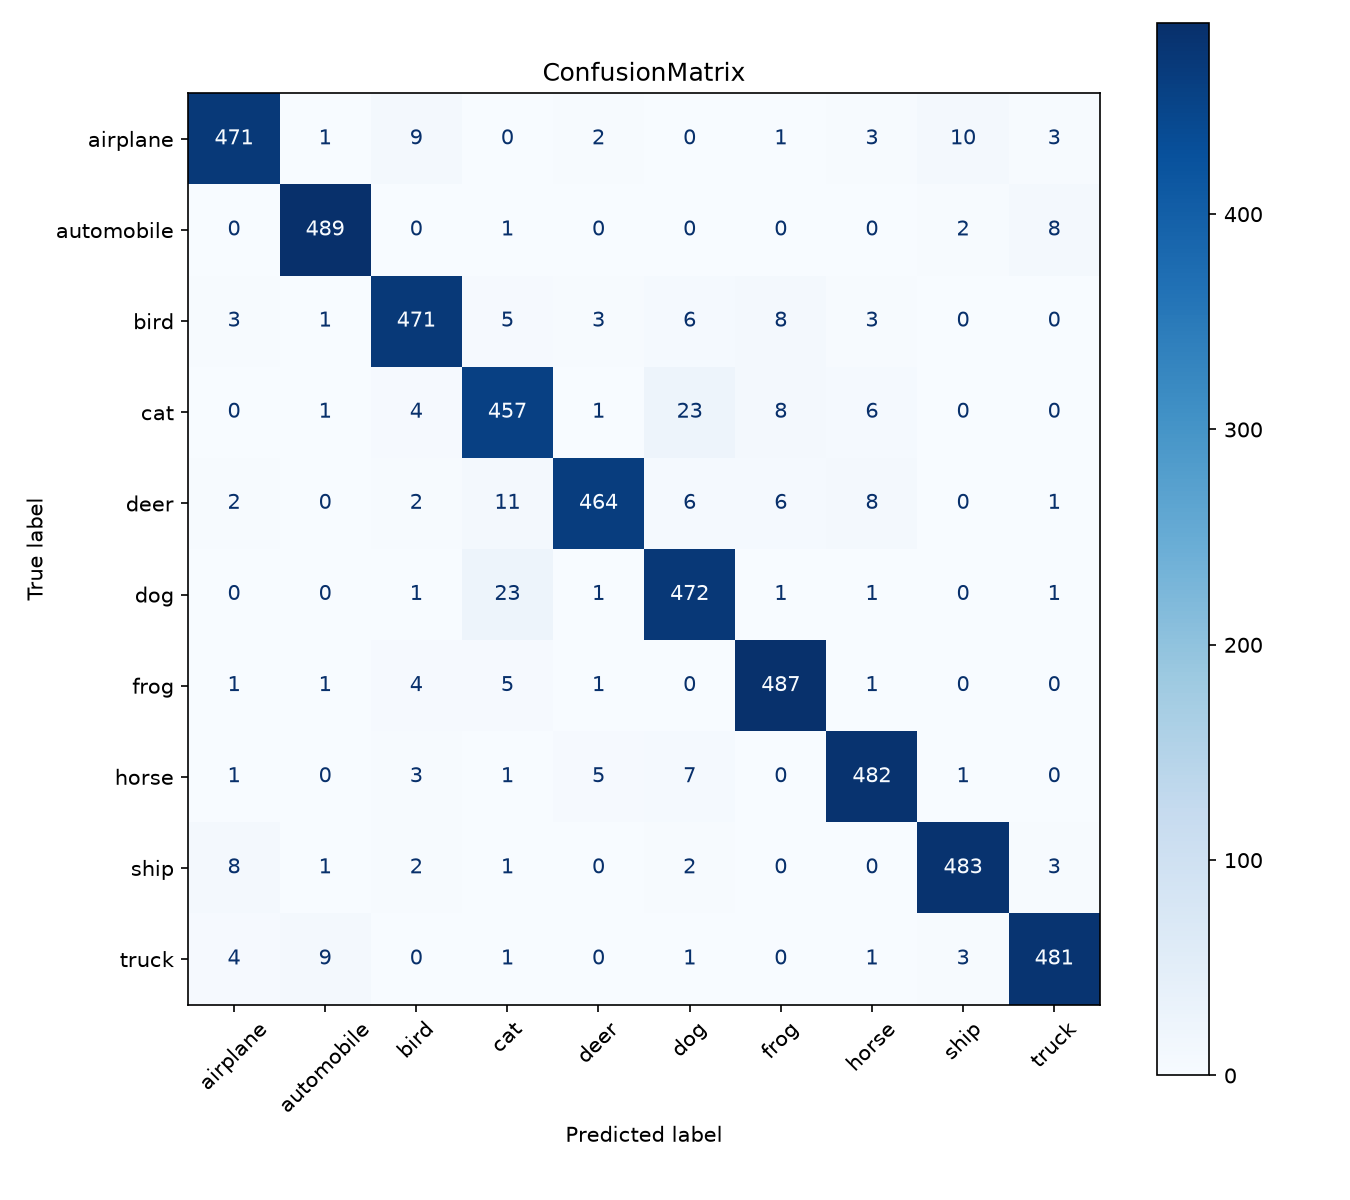 ConfusionMatrix
airplane 471 1 9 0 2 0 1 3 10 3
automobile 0 489 0 1 0 0 0 0 2 8
bird 3 1 471 5 3 6 8 3 0 0
cat 0 1 4 457 1 23 8 6 0 0
deer 2 0 2 11 464 6 6 8 0 1
dog 0 0 1 23 1 472 1 1 0 1
frog 1 1 4 5 1 0 487 1 0 0
horse 1 0 3 1 5 7 0 482 1 0
ship 8 1 2 1 0 2 0 0 483 3
truck 4 9 0 1 0 1 0 1 3 481
airplane automobile bird cat deer dog frog horse ship truck
Predicted label
True label
400
300
200
100
0